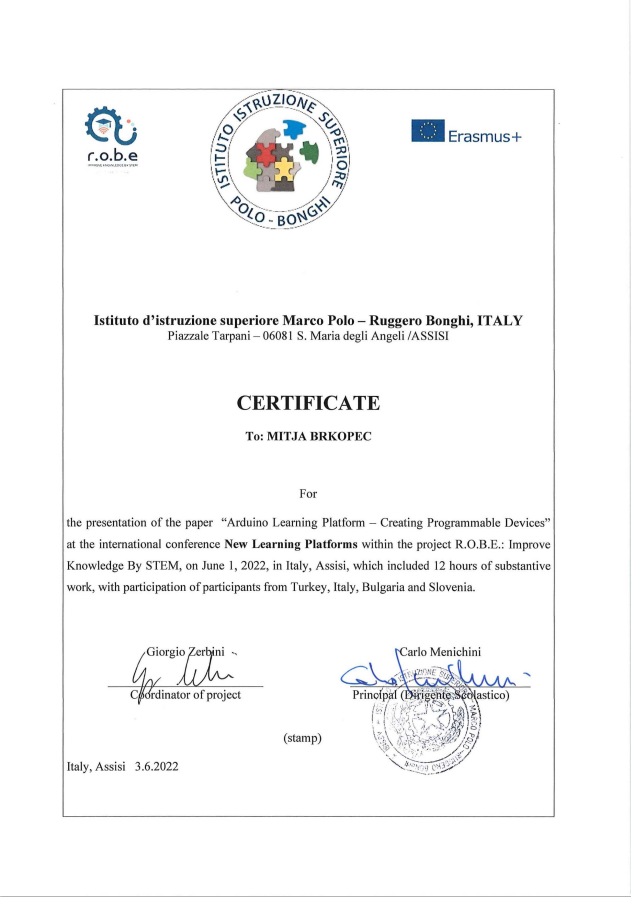 r.o.b.e
ISTITUTO ISTRUZIONE SUPERIORE
POLO - BONGHI
Erasmus+
Istituto d'istruzione superiore Marco Polo – Ruggero Bonghi, ITALY
Piazzale Tarpani – 06081 S. Maria degli Angeli /ASSISI
CERTIFICATE
To: MITJA BRKOPEC
For
the presentation of the paper “Arduino Learning Platform – Creating Programmable Devices”
at the international conference New Learning Platforms within the project R.O.B.E.: Improve
Knowledge By STEM, on June 1, 2022, in Italy, Assisi, which included 12 hours of substantive
work, with participation of participants from Turkey, Italy, Bulgaria and Slovenia.
Giorgio Zerbini
Carlo Menichini
Coordinator of project
Principal (Dirigente Scolastico)
(stamp)
Italy, Assisi 3.6.2022